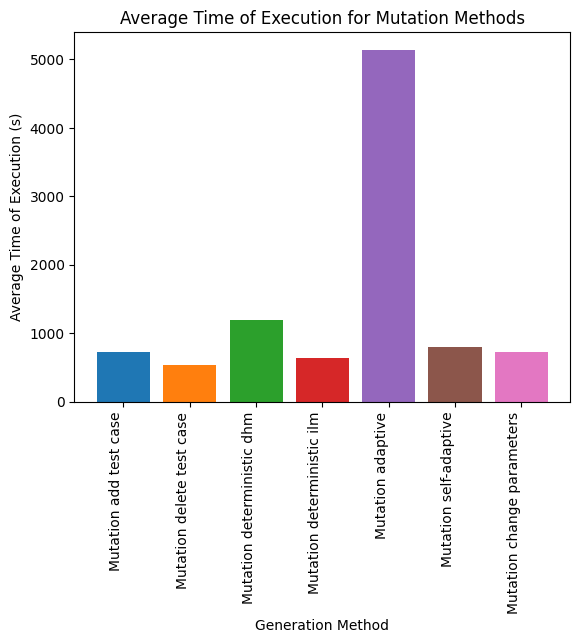 Average Time of Execution for Mutation Methods
Average Time of Execution (s)
5000
4000
3000
2000
1000
0
Mutation add test case
Mutation delete test case
Mutation deterministic dhm
Mutation deterministic ilm
Mutation adaptive
Mutation self-adaptive
Mutation change parameters
Generation Method